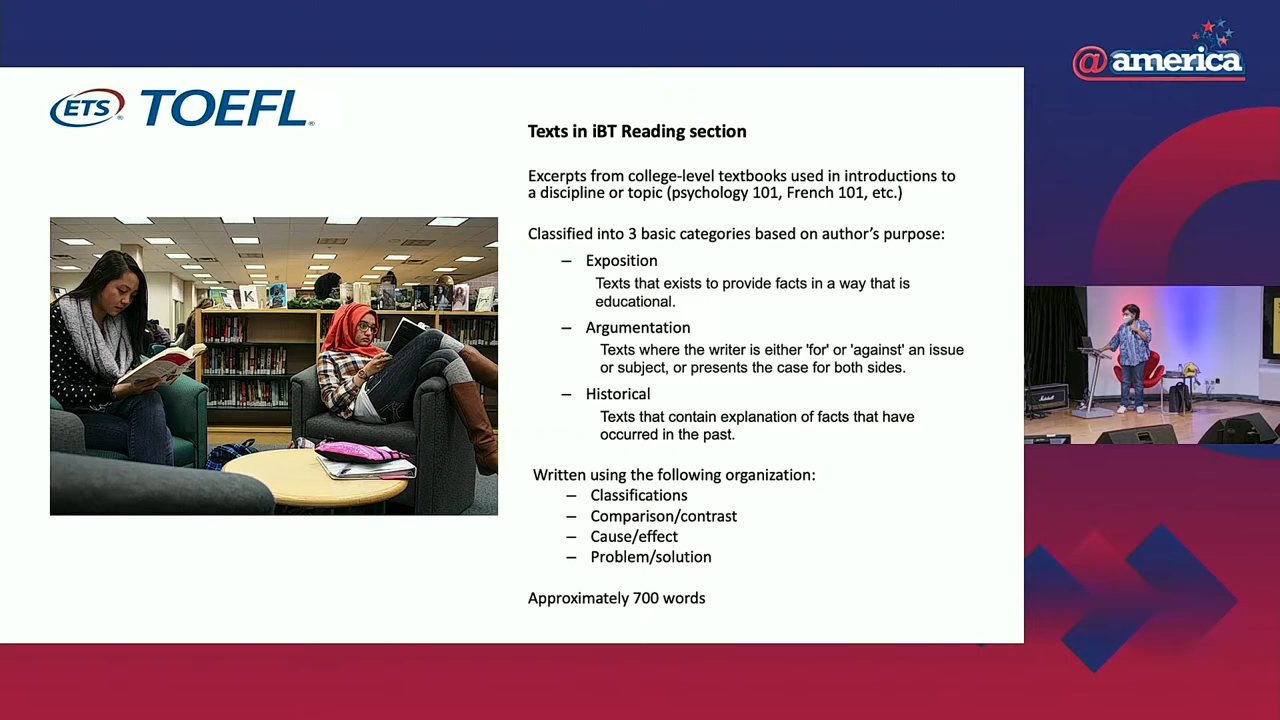 @america
ETS TOEFL
Texts in iBT Reading section
Excerpts from college-level textbooks used in introductions to
a discipline or topic (psychology 101, French 101, etc.)
Classified into 3 basic categories based on author's purpose:
– Exposition
Texts that exists to provide facts in a way that is
educational.
– Argumentation
Texts where the writer is either 'for' or 'against' an issue
or subject, or presents the case for both sides.
– Historical
Texts that contain explanation of facts that have
occurred in the past.
Written using the following organization:
– Classifications
– Comparison/contrast
– Cause/effect
– Problem/solution
Approximately 700 words
K
Marshall